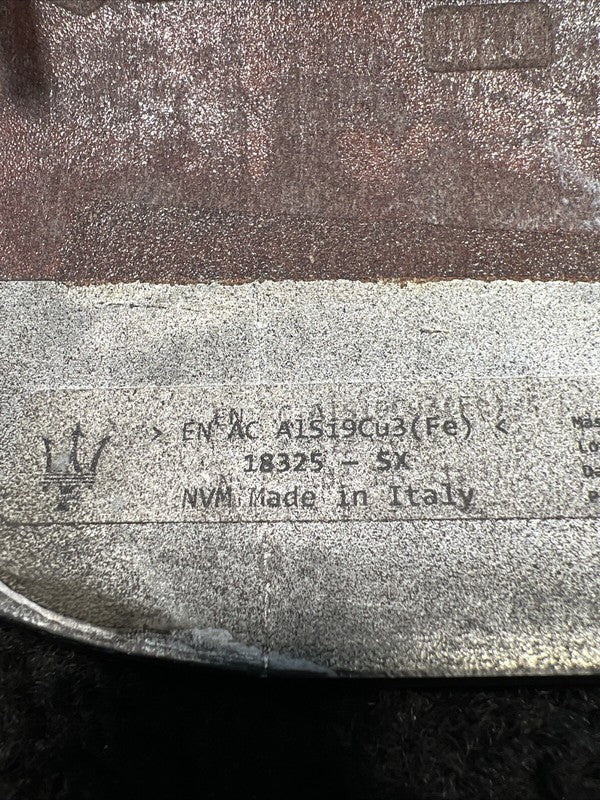 > EN AC AlSi9Cu3(Fe) <
18325 - SX
NVM Made in Italy